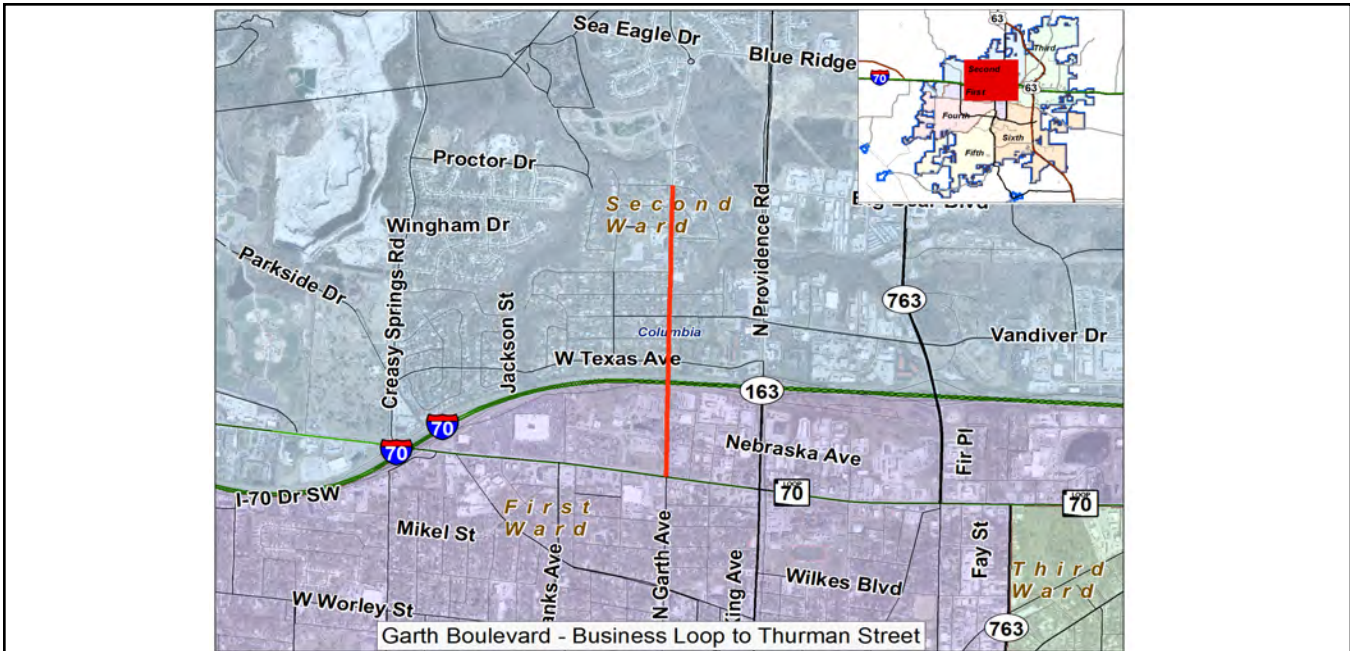 Sea Eagle Dr
Blue Ridge
63
Third
70
Second
63
First
Fourth
Sixth
Fifth
Proctor Dr
Second
Ward
N Providence Rd
Wingham Dr
Creasy Springs Rd
Parkside Dr
Jackson St
763
Columbia
Vandiver Dr
W Texas Ave
163
70
70
Nebraska Ave
Fir Pl
I-70 Dr SW
LOOP
70
LOOP
70
First
Ward
Mikel St
N Garth Ave
Fay St
Third
Ward
Wilkes Blvd
W Worley St
763
Garth Boulevard - Business Loop to Thurman Street